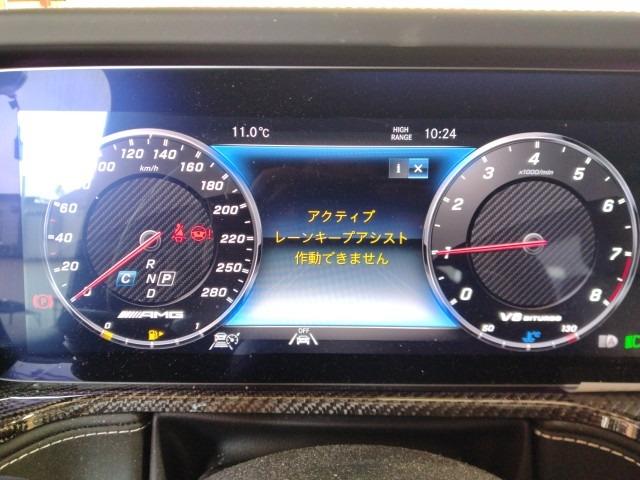 11.0℃
HIGH
RANGE
10:24
i ×
アクティブ
レーンキープアシスト
作動できません
0 20 40 60 100 120 140 160 180 200 220 250 280
km/h
C
R
N
D
P
AMG
0 1
OFF
0 1 2 3 4 5 6 7 8
x1000/min
V8 BITURBO
50 130
°C